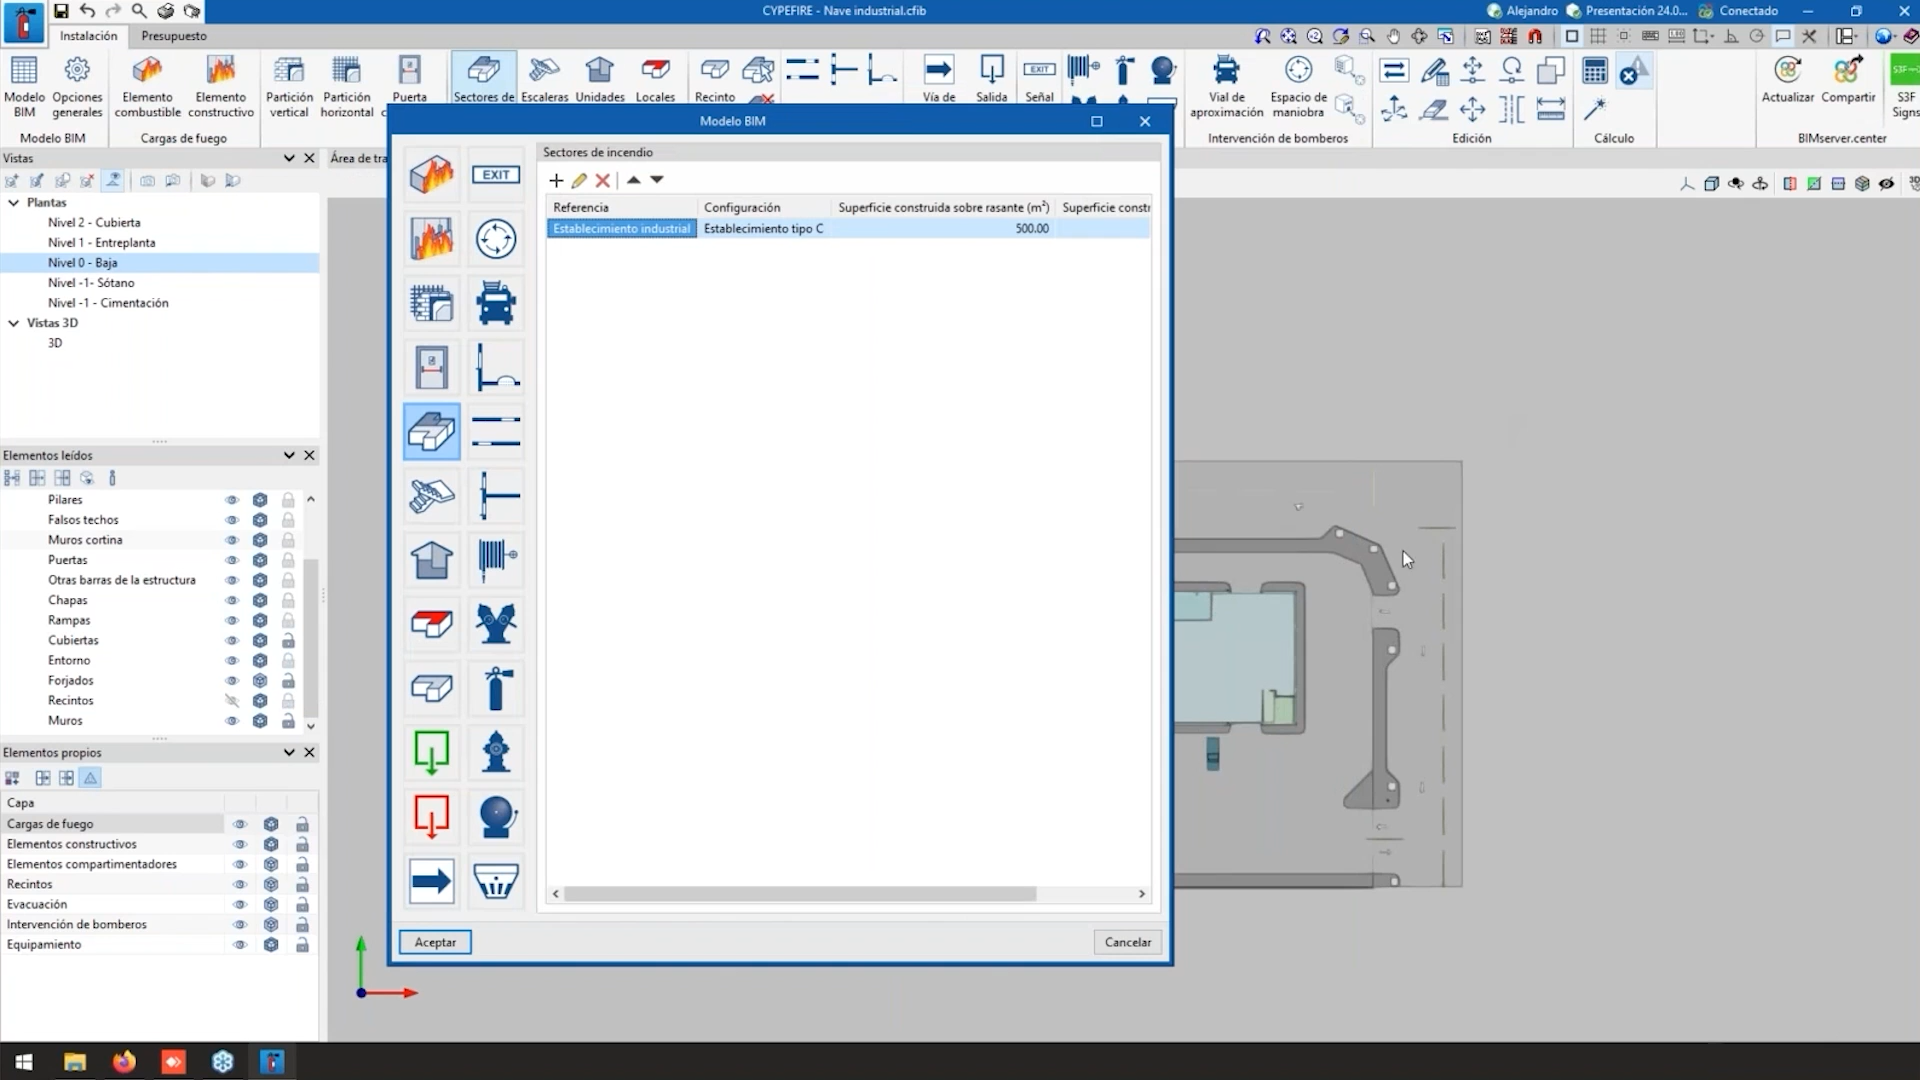 CYPEFIRE - Nave industrial.cfib
Alejandro
Presentación 24.0...
Conectado
Instalación
Presupuesto
Modelo BIM
Opciones generales
Elemento combustible
Elemento constructivo
Partición vertical
Partición horizontal
Puerta
Sectores de
Escaleras
Unidades
Locales
Recinto
Vía de
Salida
EXIT
Señal
Vial de aproximación
Espacio de maniobra
Actualizar
Compartir
S3F Signs
Modelo BIM
Cargas de fuego
Intervención de bomberos
Edición
Cálculo
BIMserver.center
Vistas
Área de tra
Plantas
Nivel 2 - Cubierta
Nivel 1 - Entreplanta
Nivel 0 - Baja
Nivel -1- Sótano
Nivel -1 - Cimentación
Vistas 3D
3D
Elementos leídos
Pilares
Falsos techos
Muros cortina
Puertas
Otras barras de la estructura
Chapas
Rampas
Cubiertas
Entorno
Forjados
Recintos
Muros
Elementos propios
Capa
Cargas de fuego
Elementos constructivos
Elementos compartimentadores
Recintos
Evacuación
Intervención de bomberos
Equipamiento
Modelo BIM
EXIT
Sectores de incendio
Referencia
Configuración
Superficie construida sobre rasante (m²)
Superficie constr
Establecimiento industrial
Establecimiento tipo C
500.00
Aceptar
Cancelar